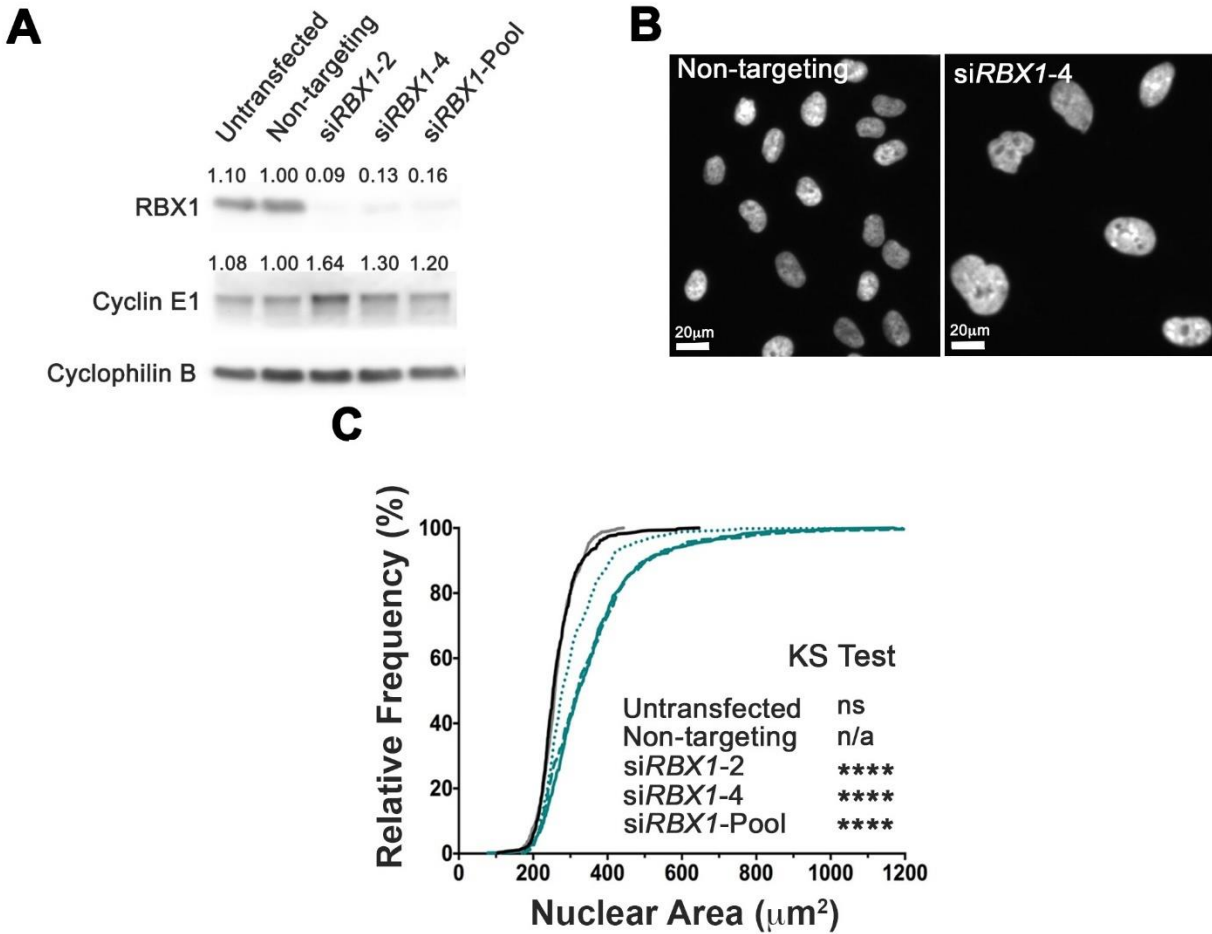 A
Untransfected
Non-targeting
siRBX1-2
siRBX1-4
siRBX1-Pool
1.10 1.00 0.09 0.13 0.16
RBX1
1.08 1.00 1.64 1.30 1.20
Cyclin E1
Cyclophilin B
B
Non-targeting
20μm
siRBX1-4
20μm
C
Relative Frequency (%)
100
80
60
40
20
0
0 200 400 600 800 1000 1200
Nuclear Area (μm²)
KS Test
Untransfected ns
Non-targeting n/a
siRBX1-2 ****
siRBX1-4 ****
siRBX1-Pool ****